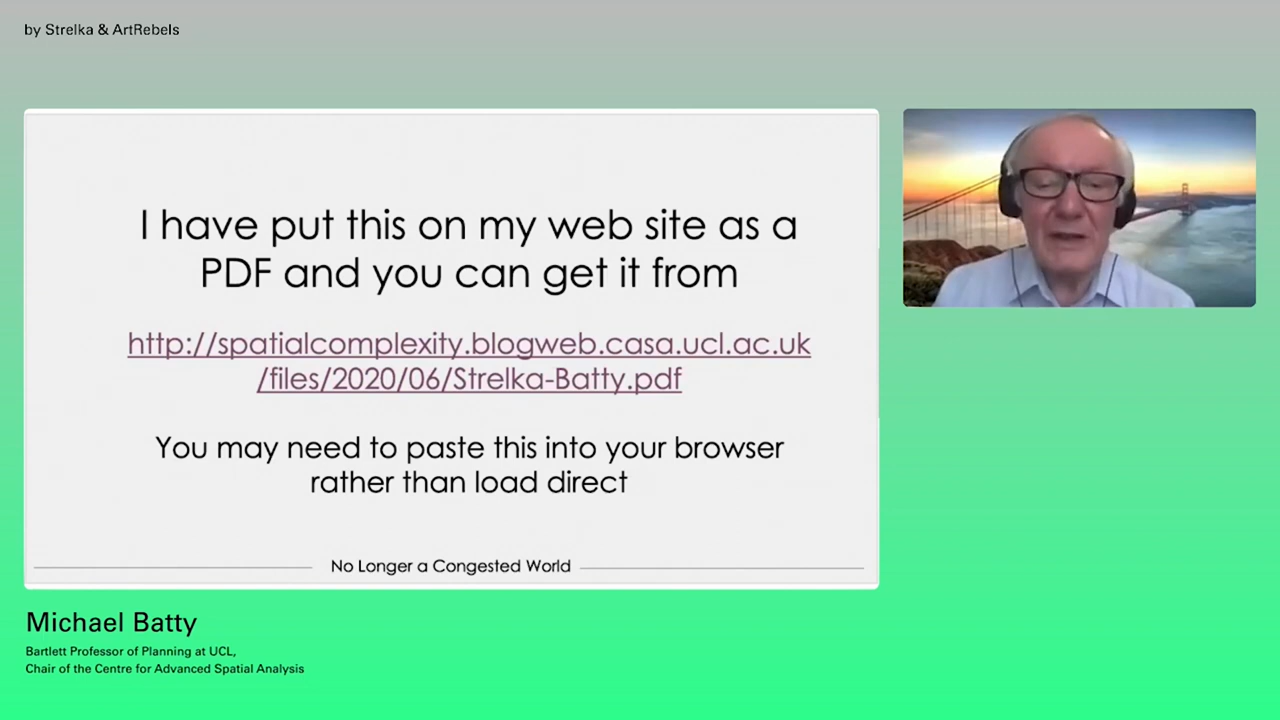 by Strelka & ArtRebels
I have put this on my web site as a
PDF and you can get it from
http://spatialcomplexity.blogweb.casa.ucl.ac.uk
/files/2020/06/Strelka-Batty.pdf
You may need to paste this into your browser
rather than load direct
No Longer a Congested World
Michael Batty
Bartlett Professor of Planning at UCL,
Chair of the Centre for Advanced Spatial Analysis